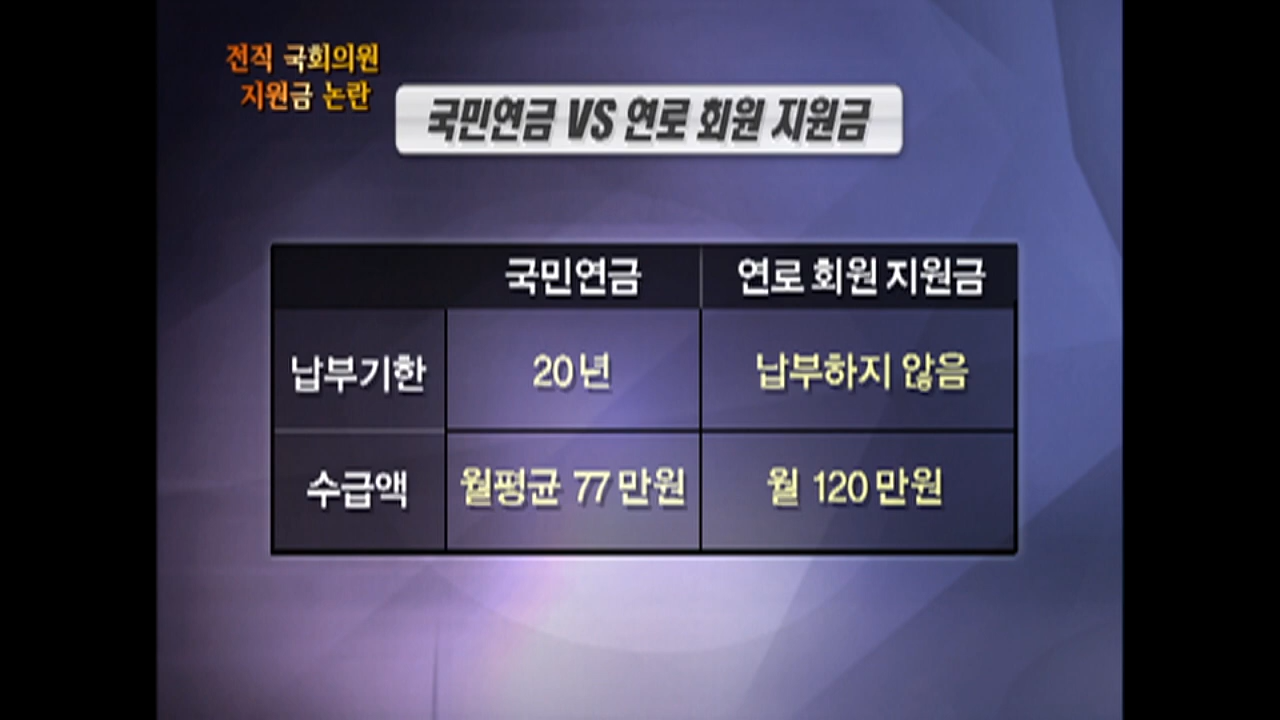 전직 국회의원
지원금 논란
국민연금 VS 연로 회원 지원금
국민연금 연로 회원 지원금
납부기한 20년 납부하지 않음
수급액 월평균 77만원 월 120만원